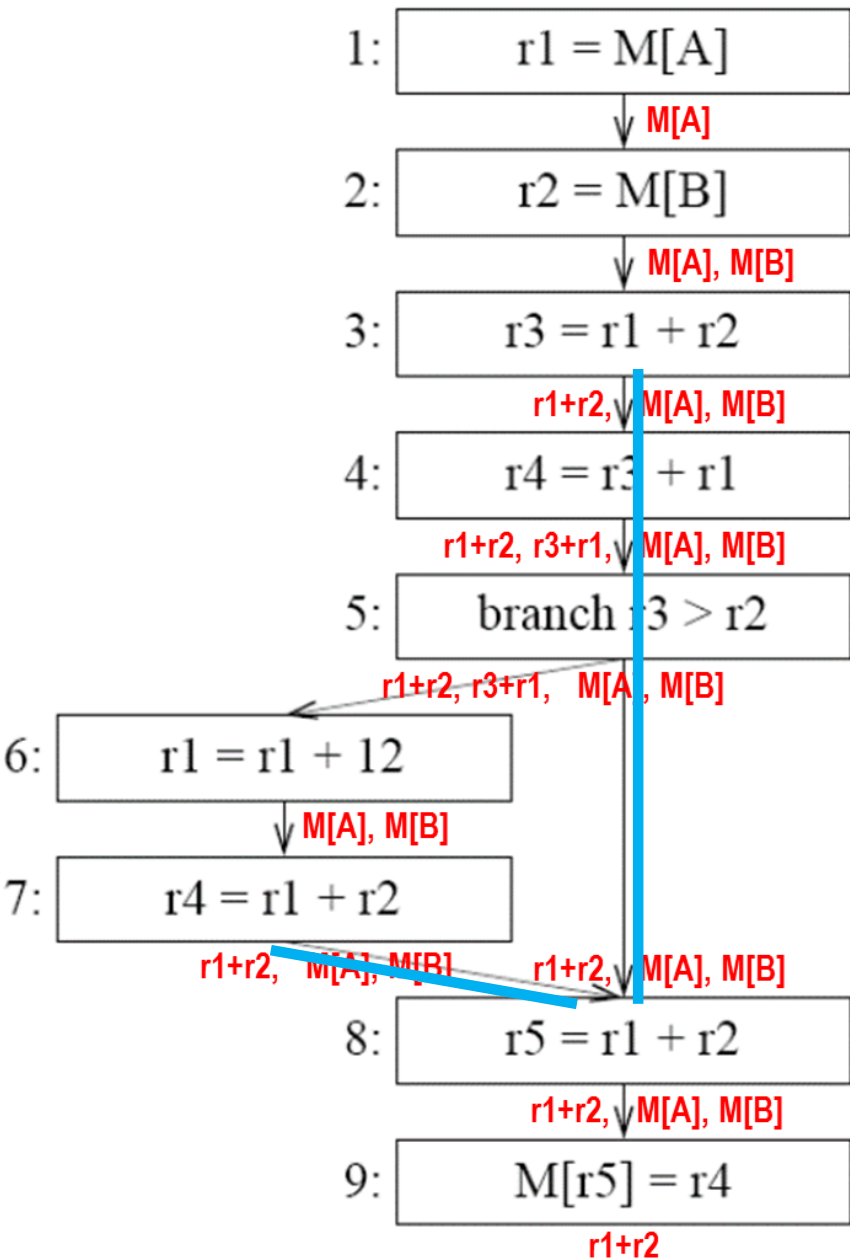 1: r1 = M[A]
M[A]
2: r2 = M[B]
M[A], M[B]
3: r3 = r1 + r2
r1+r2, M[A], M[B]
4: r4 = r3 + r1
r1+r2, r3+r1, M[A], M[B]
5: branch r3 > r2
r1+r2, r3+r1, M[A], M[B]
6: r1 = r1 + 12
M[A], M[B]
7: r4 = r1 + r2
r1+r2, M[A], M[B] r1+r2, M[A], M[B]
8: r5 = r1 + r2
r1+r2, M[A], M[B]
9: M[r5] = r4
r1+r2